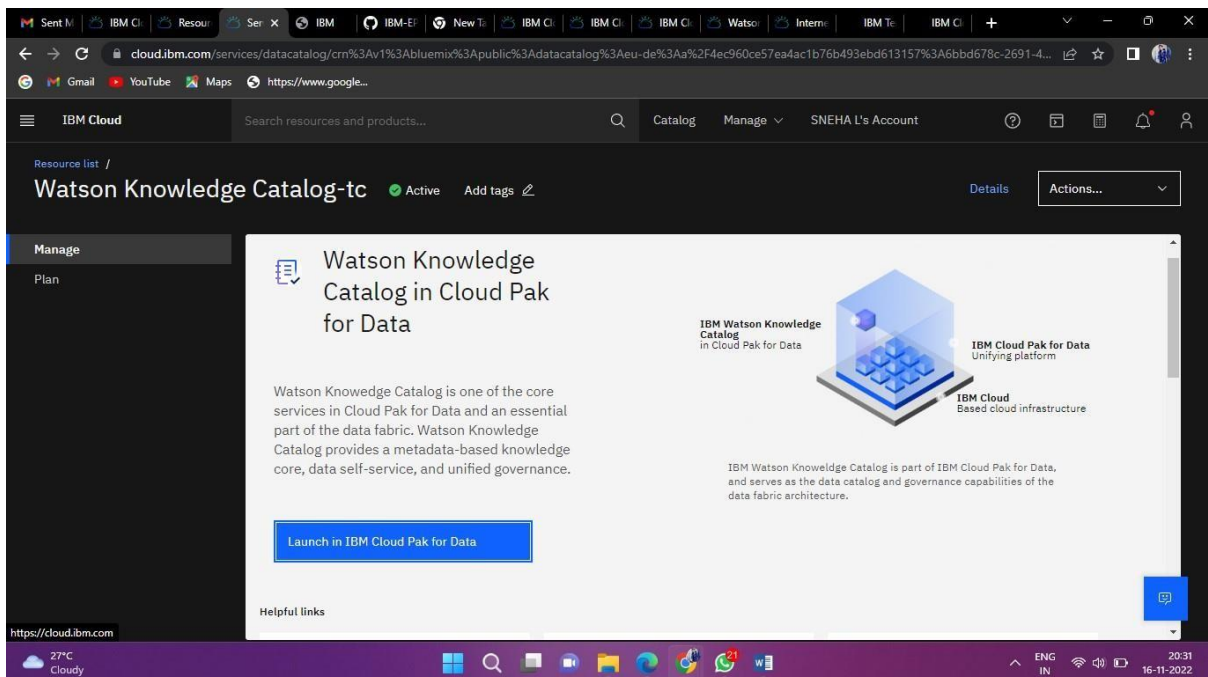 Sent M IBM Cl Resour Ser IBM IBM-EP New Ta IBM Cl IBM Cl IBM Cl Watso Interne IBM Te IBM Cl
cloud.ibm.com/services/datacatalog/crn%3Av1%3Abluemix%3Apublic%3Adatacatalog%3Aeu-de%3Aa%2F4ec960ce57ea4ac1b76b493ebd613157%3A6bbd678c-2691-4...
Gmail YouTube Maps https://www.google...
IBM Cloud Search resources and products... Catalog Manage SNEHA L's Account
Resource list /
Watson Knowledge Catalog-tc Active Add tags Details Actions...
Manage
Plan
Watson Knowledge
Catalog in Cloud Pak
for Data
Watson Knowedge Catalog is one of the core
services in Cloud Pak for Data and an essential
part of the data fabric. Watson Knowledge
Catalog provides a metadata-based knowledge
core, data self-service, and unified governance.
Launch in IBM Cloud Pak for Data
Helpful links
IBM Watson Knowledge
Catalog
in Cloud Pak for Data
IBM Cloud Pak for Data
Unifying platform
IBM Cloud
Based cloud infrastructure
IBM Watson Knoweldge Catalog is part of IBM Cloud Pak for Data,
and serves as the data catalog and governance capabilities of the
data fabric architecture.
https://cloud.ibm.com
27°C
Cloudy
21
ENG
IN
20:31
16-11-2022